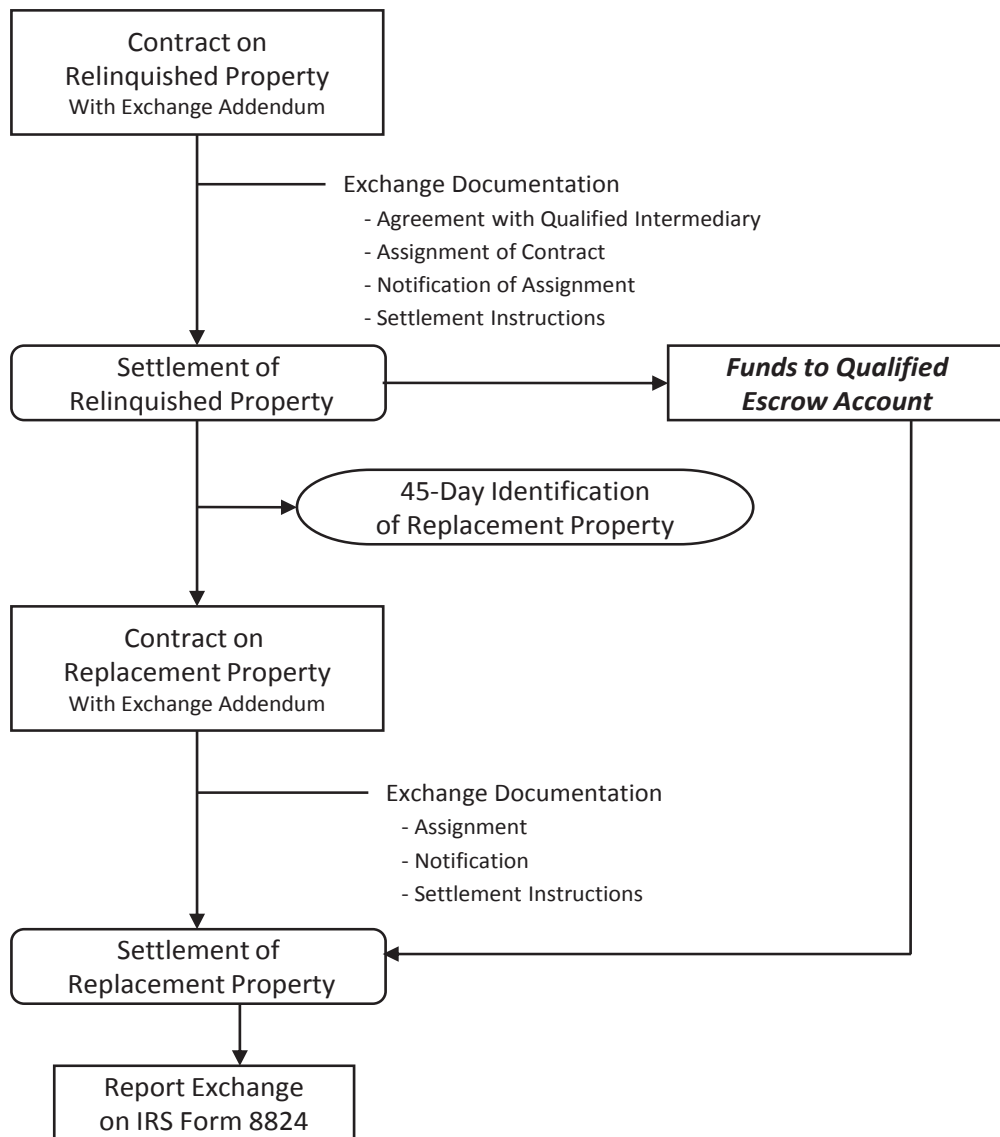 Contract on
Relinquished Property
With Exchange Addendum
Exchange Documentation
- Agreement with Qualified Intermediary
- Assignment of Contract
- Notification of Assignment
- Settlement Instructions
Settlement of
Relinquished Property
Funds to Qualified
Escrow Account
45-Day Identification
of Replacement Property
Contract on
Replacement Property
With Exchange Addendum
Exchange Documentation
- Assignment
- Notification
- Settlement Instructions
Settlement of
Replacement Property
Report Exchange
on IRS Form 8824